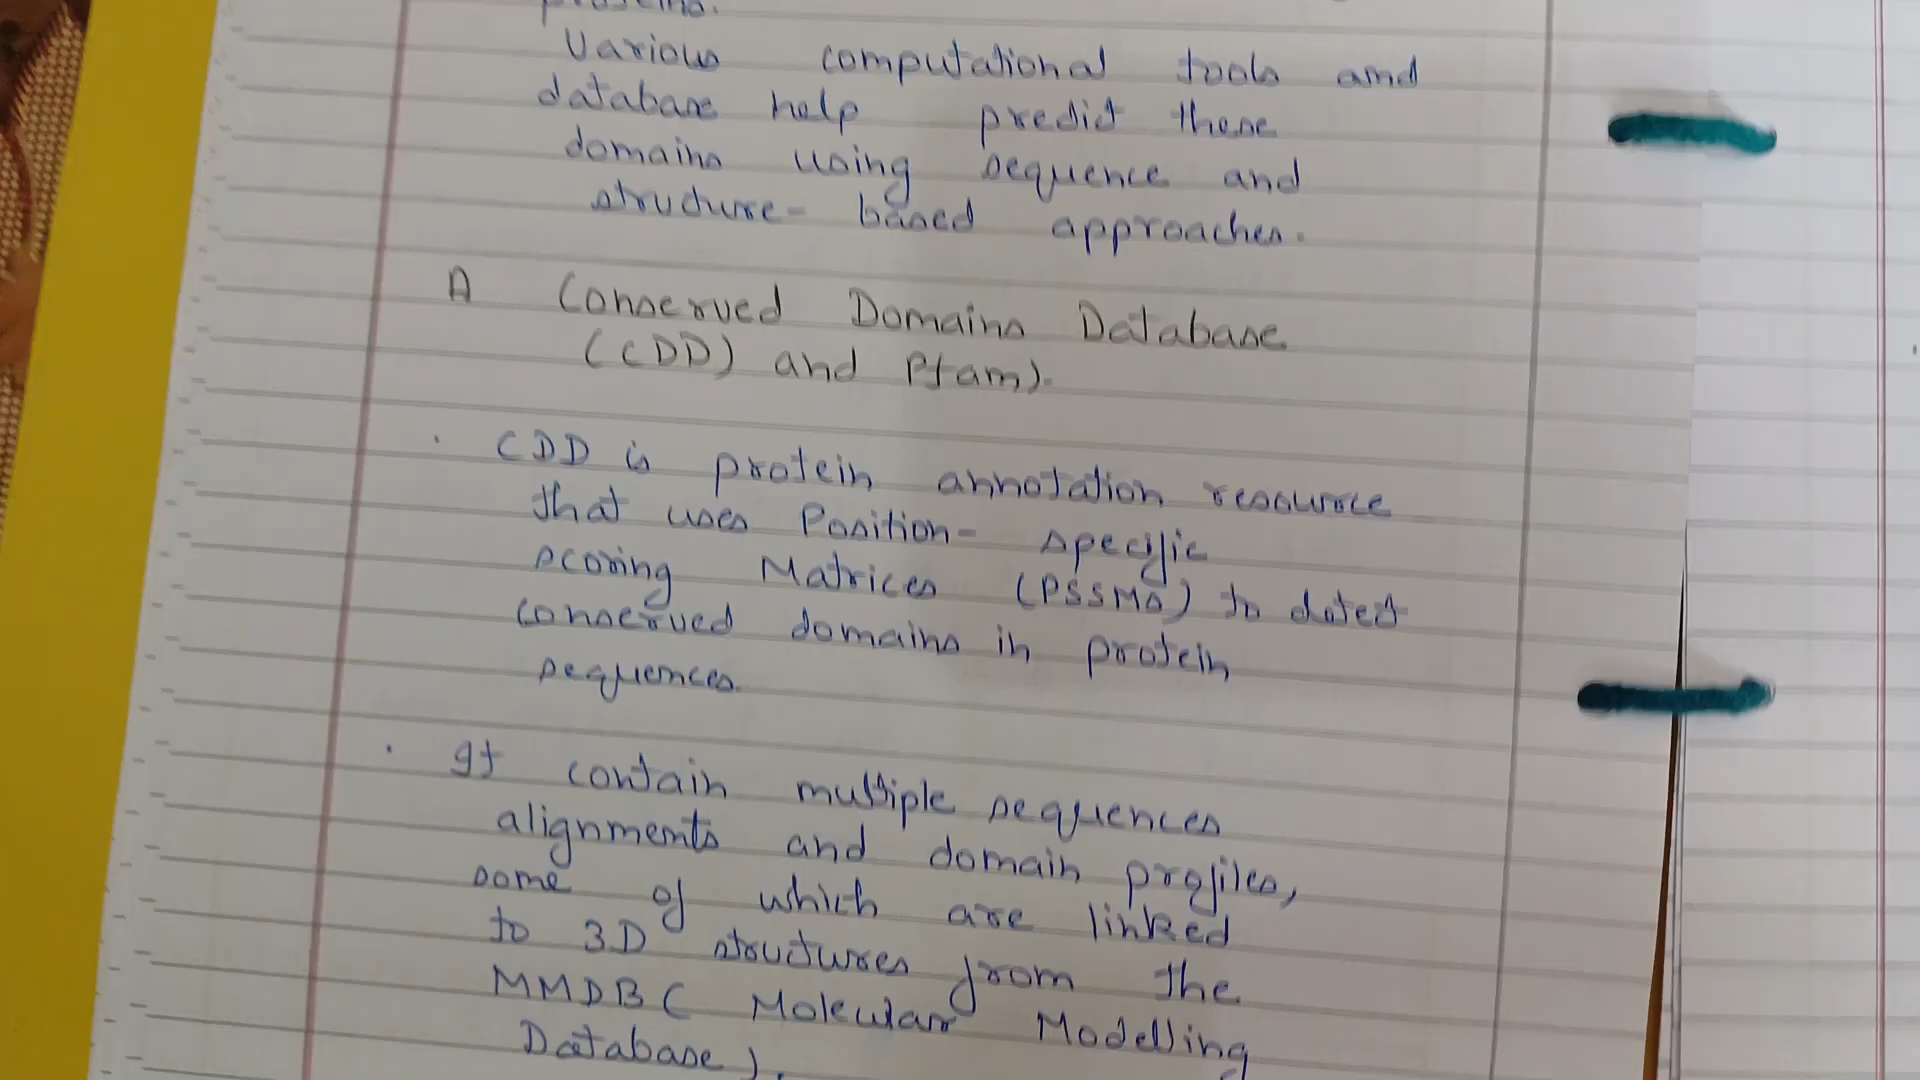 proteins.
Various computational tools and
database help predict these
domains using sequence and
structure- based approaches.
A Conserved Domains Database
(CDD) and Pfam).
. CDD is protein annotation resource
that uses Position- specific
scoring Matrices (PSSMs) to detect
conserved domains in protein
sequences.
. It contain multiple sequences
alignments and domain profiles,
some of which are linked
to 3D structures from the
MMDB( Molecular Modelling
Database).